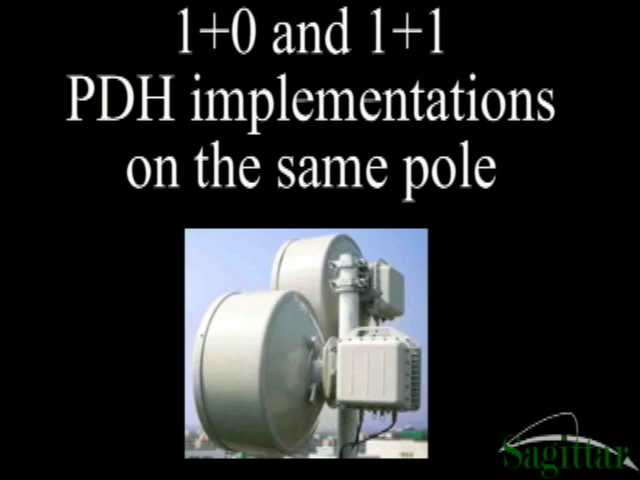 1+0 and 1+1
PDH implementations
on the same pole
Sagittar